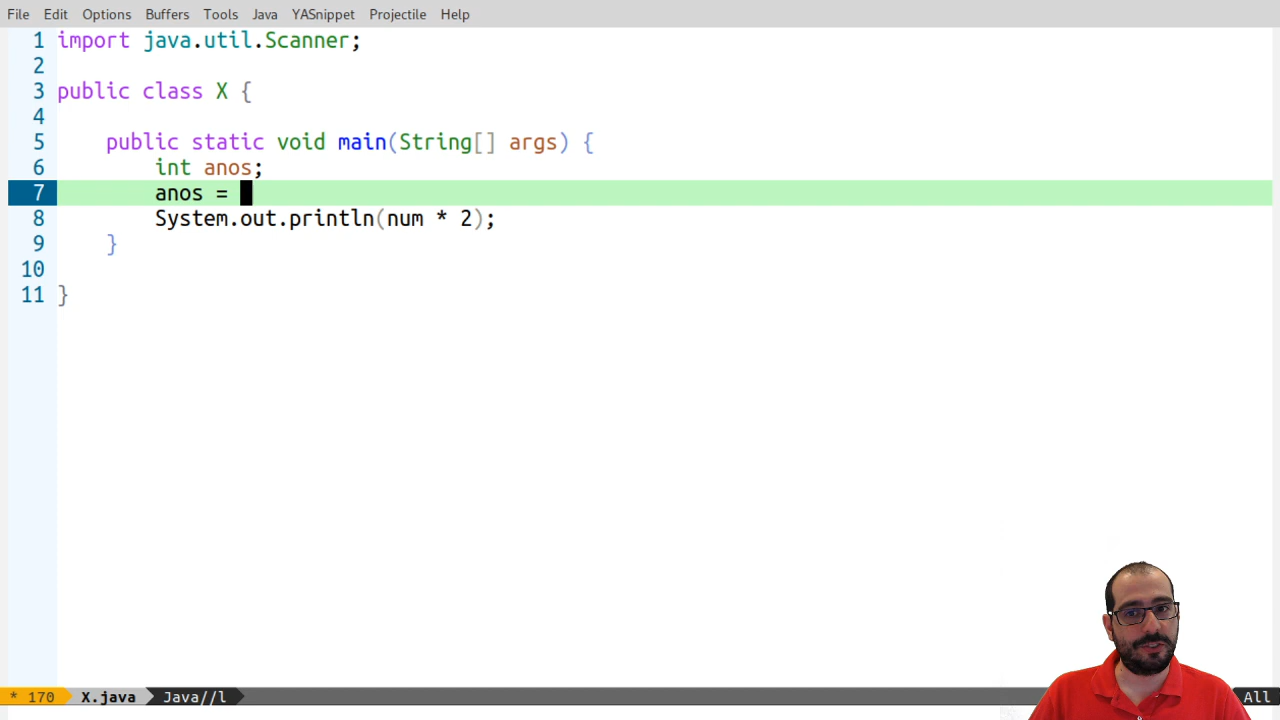 File Edit Options Buffers Tools Java YASnippet Projectile Help
1 import java.util.Scanner;
2
3 public class X {
4
5 public static void main(String[] args) {
6 int anos;
7 anos =
8 System.out.println(num * 2);
9 }
10
11 }
* 170 X.java Java//l All